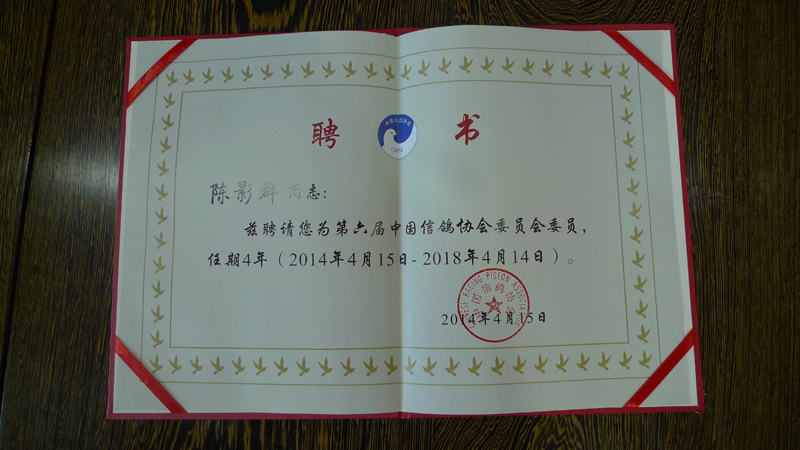 聘 书
陈影群同志:
兹聘请您为第六届中国信鸽协会委员会委员,
任期4年（2014年4月15日-2018年4月14日）。
2014年4月15日